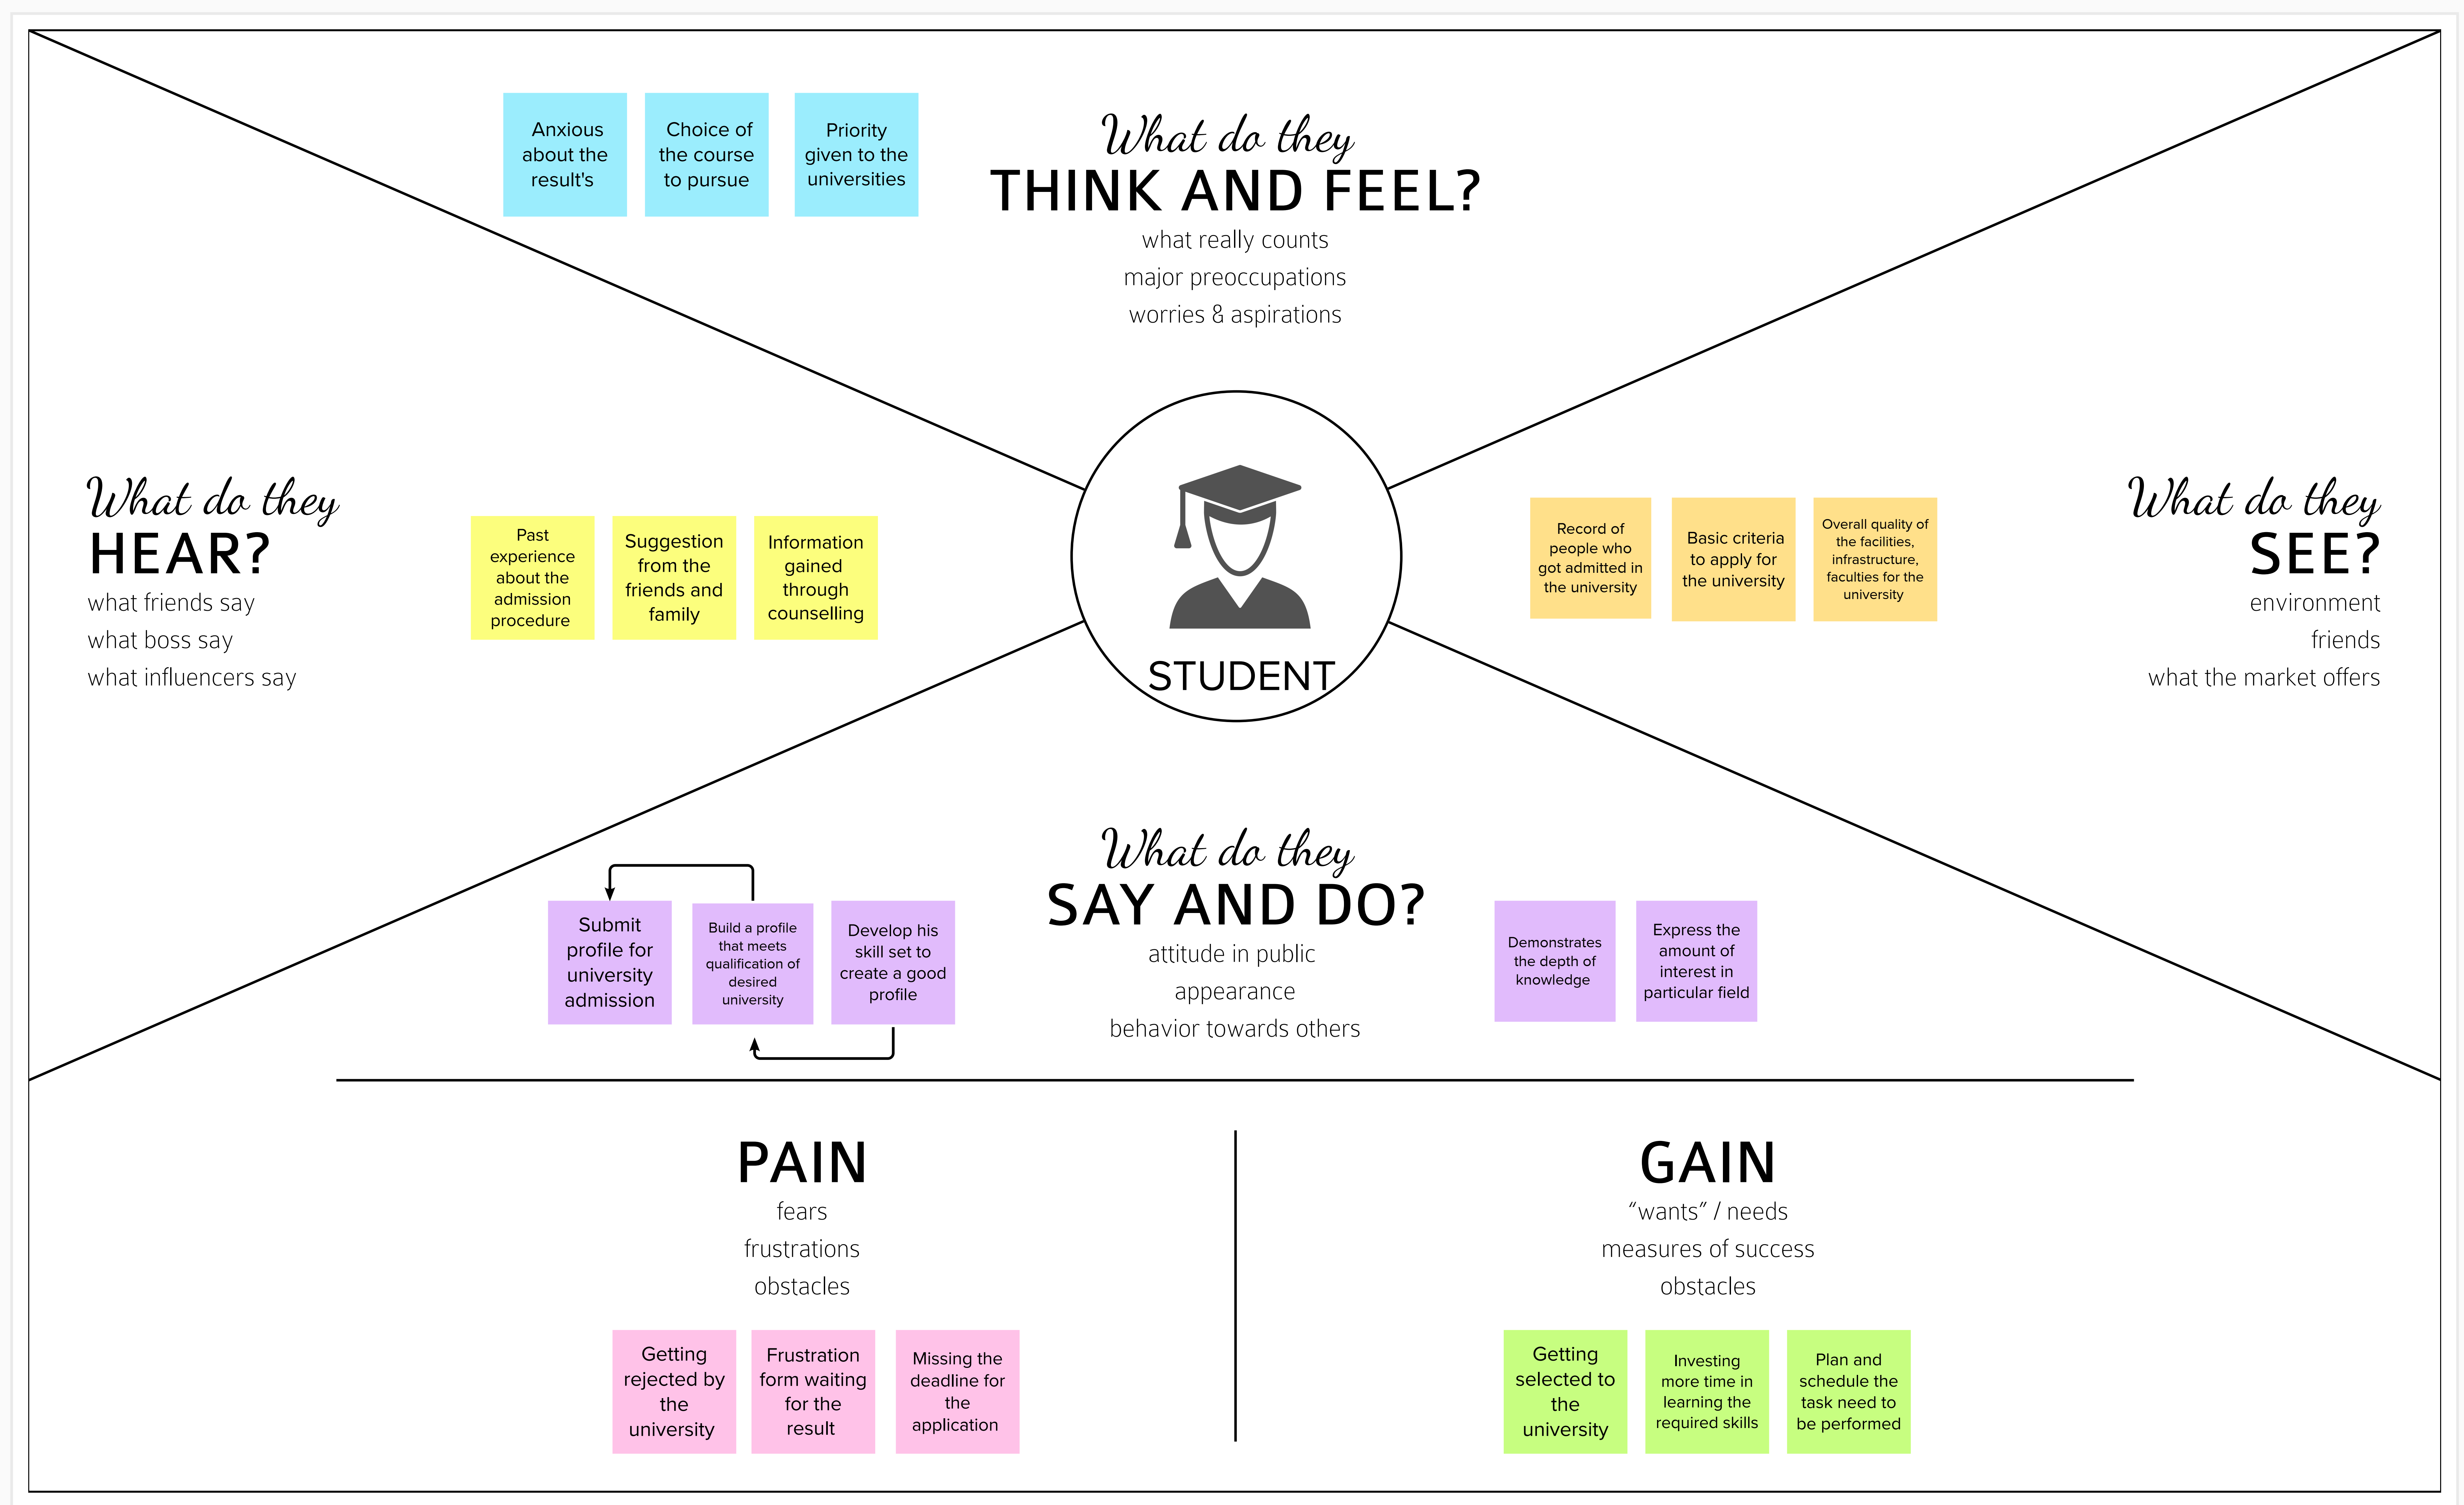 Anxious
about the
result's
Choice of
the course
to pursue
Priority
given to the
universities
What do they
THINK AND FEEL?
what really counts
major preoccupations
worries & aspirations
What do they
HEAR?
what friends say
what boss say
what influencers say
Past
experience
about the
admission
procedure
Suggestion
from the
friends and
family
Information
gained
through
counselling
STUDENT
Record of
people who
got admitted in
the university
Basic criteria
to apply for
the university
Overall quality of
the facilities,
infrastructure,
faculties for the
university
What do they
SEE?
environment
friends
what the market offers
Submit
profile for
university
admission
Build a profile
that meets
qualification of
desired
university
Develop his
skill set to
create a good
profile
What do they
SAY AND DO?
attitude in public
appearance
behavior towards others
Demonstrates
the depth of
knowledge
Express the
amount of
interest in
particular field
PAIN
fears
frustrations
obstacles
Getting
rejected by
the
university
Frustration
form waiting
for the
result
Missing the
deadline for
the
application
GAIN
“wants” / needs
measures of success
obstacles
Getting
selected to
the
university
Investing
more time in
learning the
required skills
Plan and
schedule the
task need to
be performed